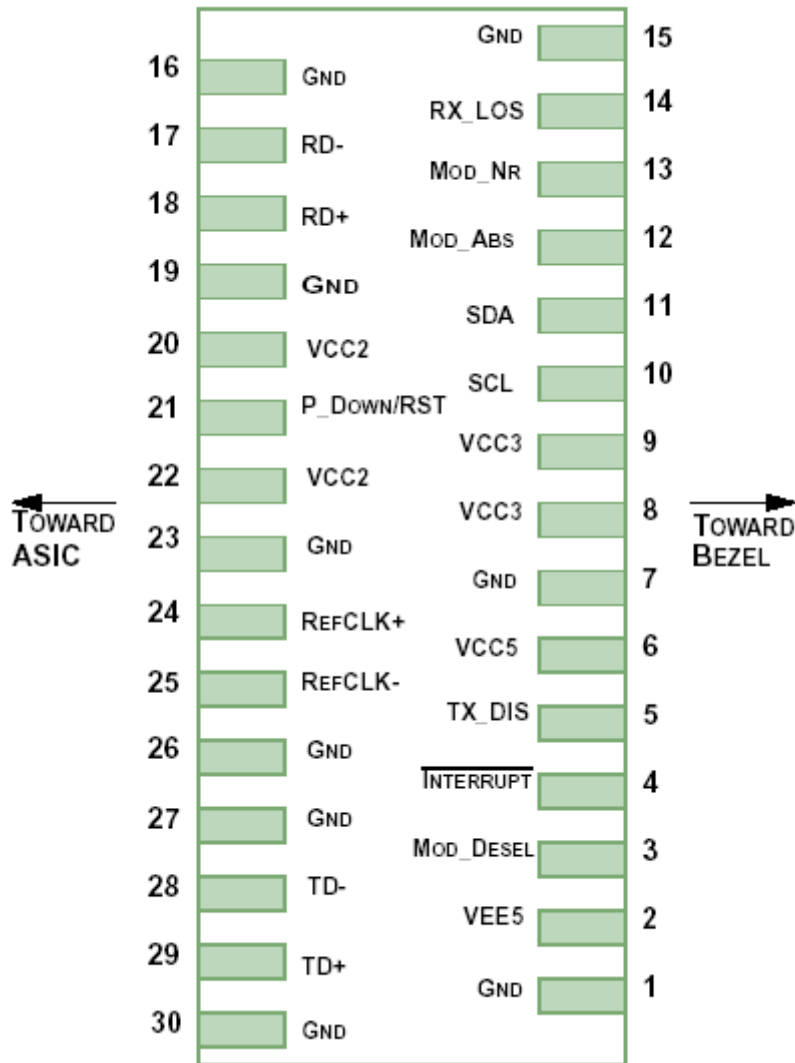 GND 15
16 GND
RX_LOS 14
17 RD-
MOD_NR 13
18 RD+
MOD_ABS 12
19 GND
SDA 11
20 VCC2
SCL 10
21 P_DOWN/RST
VCC3 9
22 VCC2
TOWARD
ASIC
VCC3 8
TOWARD
BEZEL
23 GND
GND 7
24 REFCLK+
VCC5 6
25 REFCLK-
TX_DIS 5
26 GND
INTERRUPT 4
27 GND
MOD_DESEL 3
28 TD-
VEE5 2
29 TD+
GND 1
30 GND